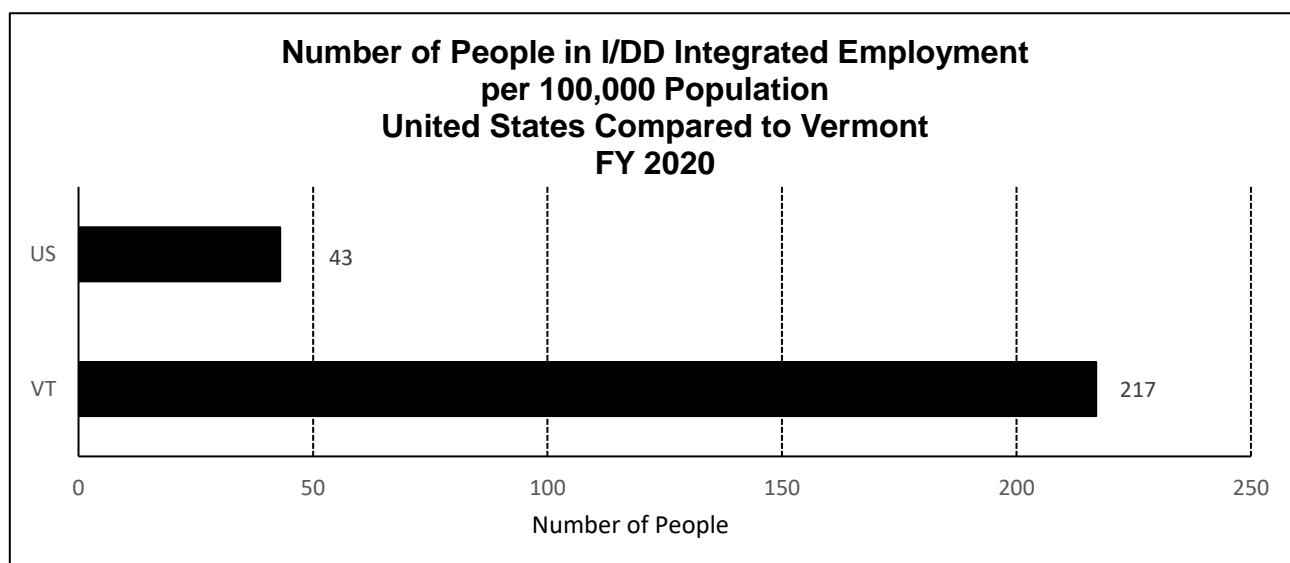 Number of People in I/DD Integrated Employment
per 100,000 Population
United States Compared to Vermont
FY 2020
US
43
VT
217
0 50 100 150 200 250
Number of People